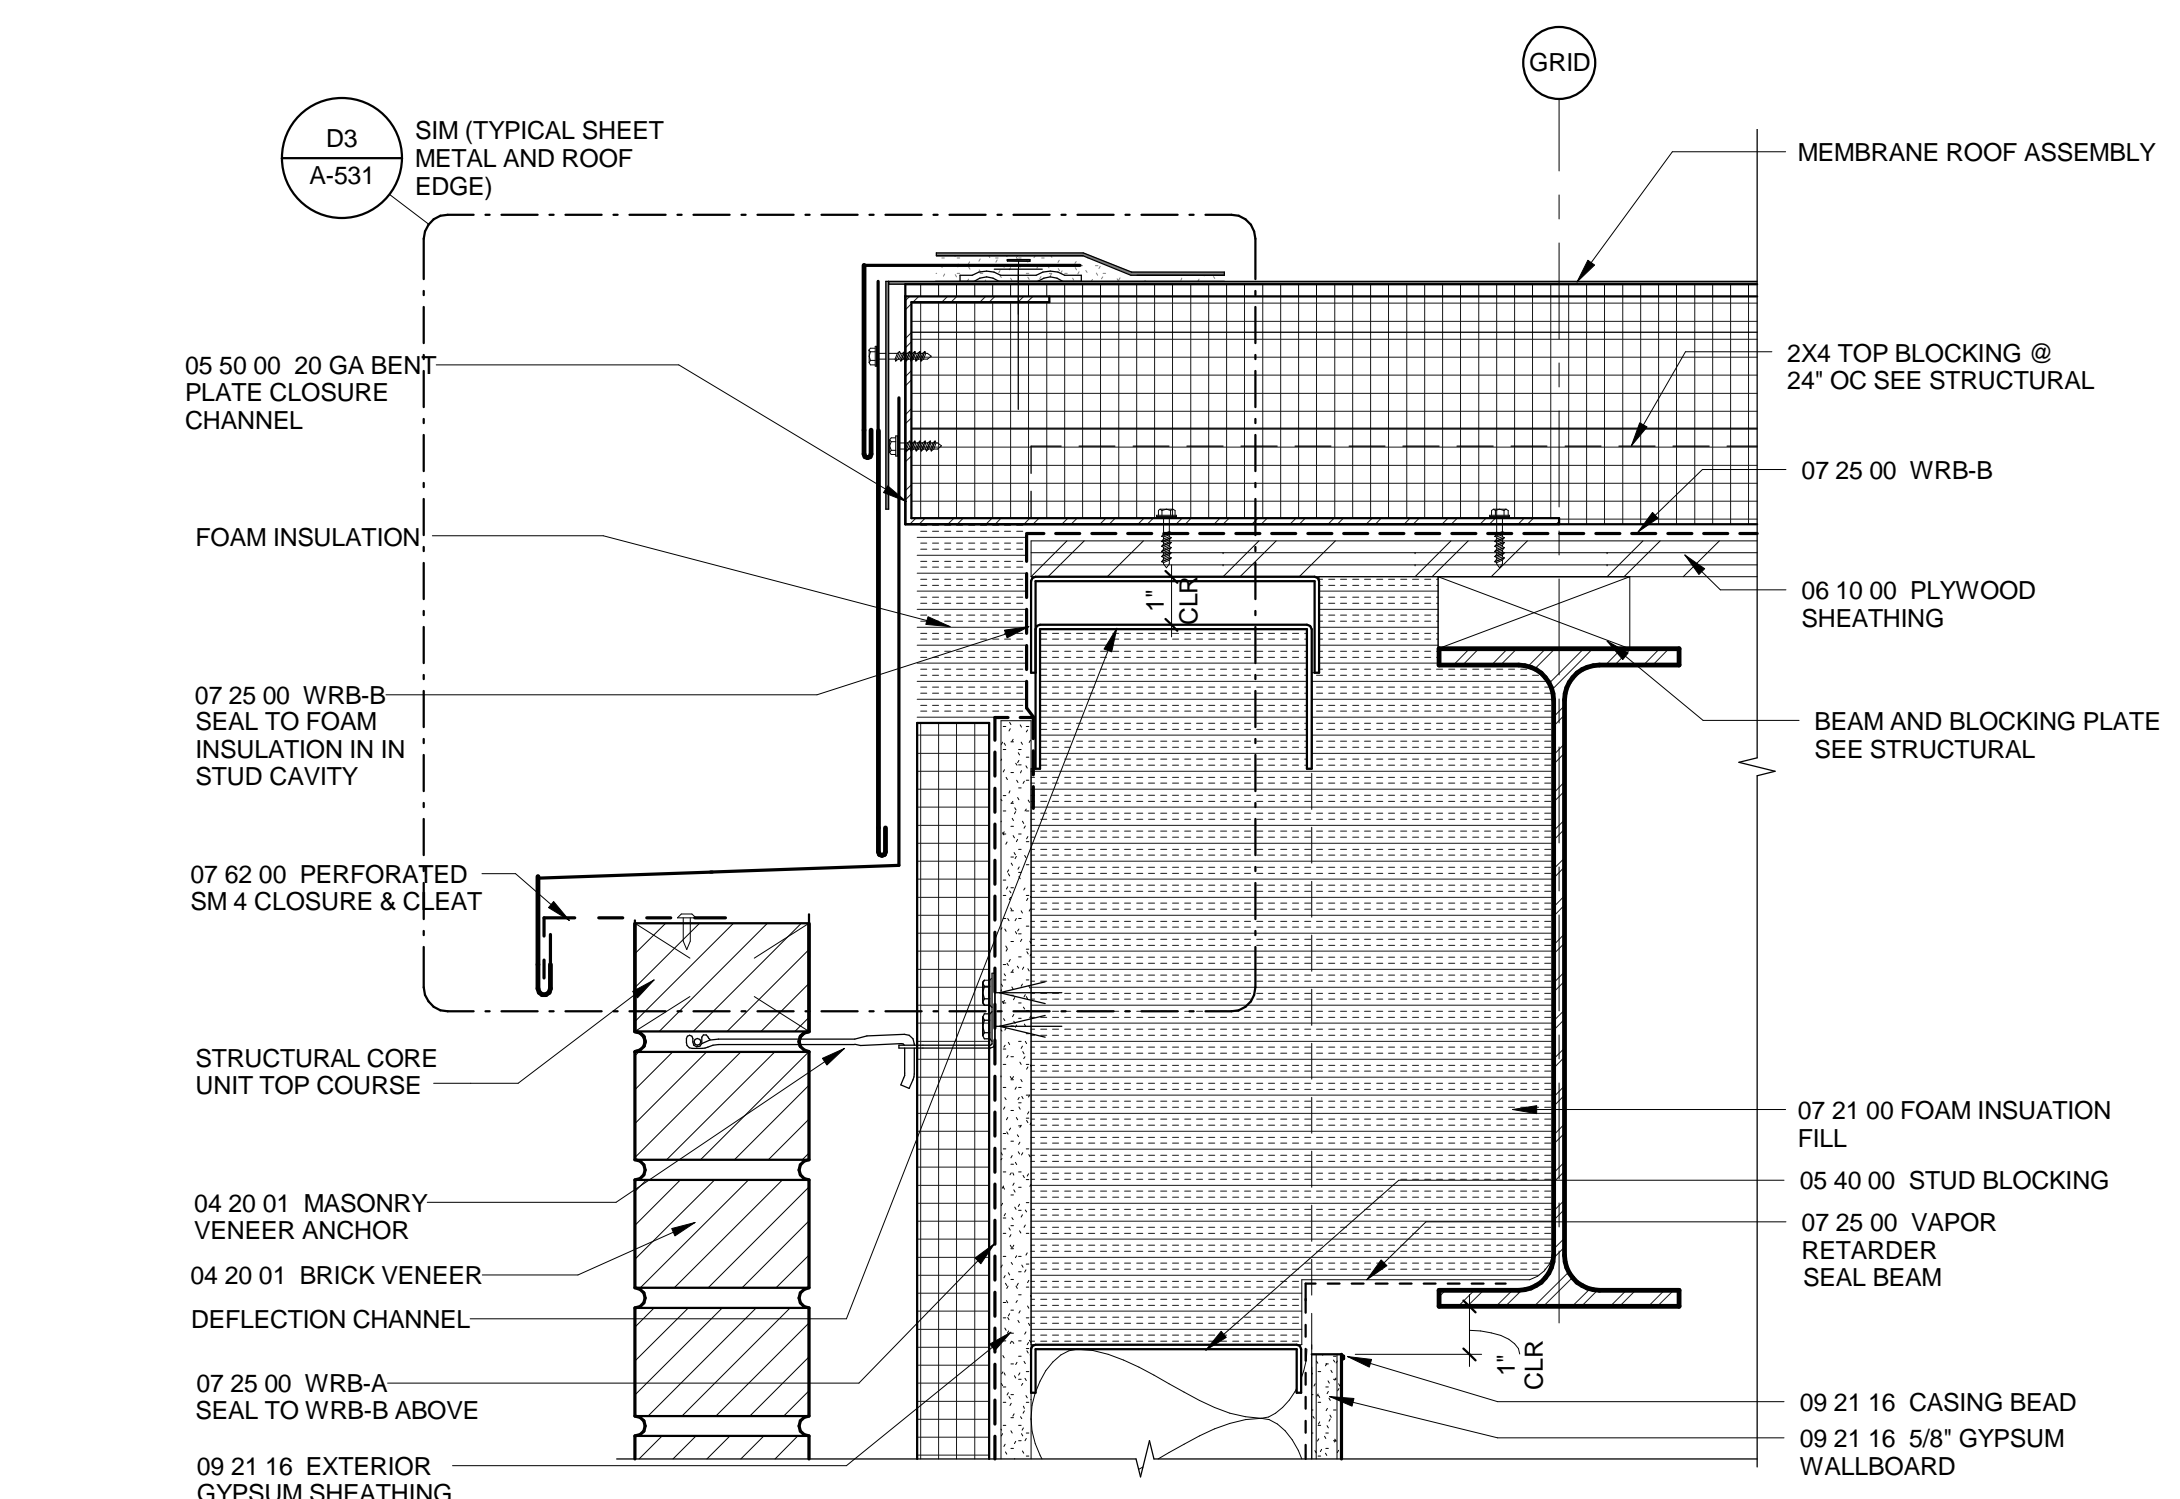 GRID
D3
A-531
SIM (TYPICAL SHEET
METAL AND ROOF
EDGE)
MEMBRANE ROOF ASSEMBLY
05 50 00 20 GA BENT
PLATE CLOSURE
CHANNEL
2X4 TOP BLOCKING @
24" OC SEE STRUCTURAL
07 25 00 WRB-B
FOAM INSULATION
1"
CLR
06 10 00 PLYWOOD
SHEATHING
07 25 00 WRB-B
SEAL TO FOAM
INSULATION IN IN
STUD CAVITY
BEAM AND BLOCKING PLATE
SEE STRUCTURAL
07 62 00 PERFORATED
SM 4 CLOSURE & CLEAT
STRUCTURAL CORE
UNIT TOP COURSE
07 21 00 FOAM INSUATION
FILL
05 40 00 STUD BLOCKING
04 20 01 MASONRY
VENEER ANCHOR
07 25 00 VAPOR
RETARDER
SEAL BEAM
04 20 01 BRICK VENEER
DEFLECTION CHANNEL
1"
CLR
07 25 00 WRB-A
SEAL TO WRB-B ABOVE
09 21 16 CASING BEAD
09 21 16 5/8" GYPSUM
WALLBOARD
09 21 16 EXTERIOR
GYPSUM SHEATHING